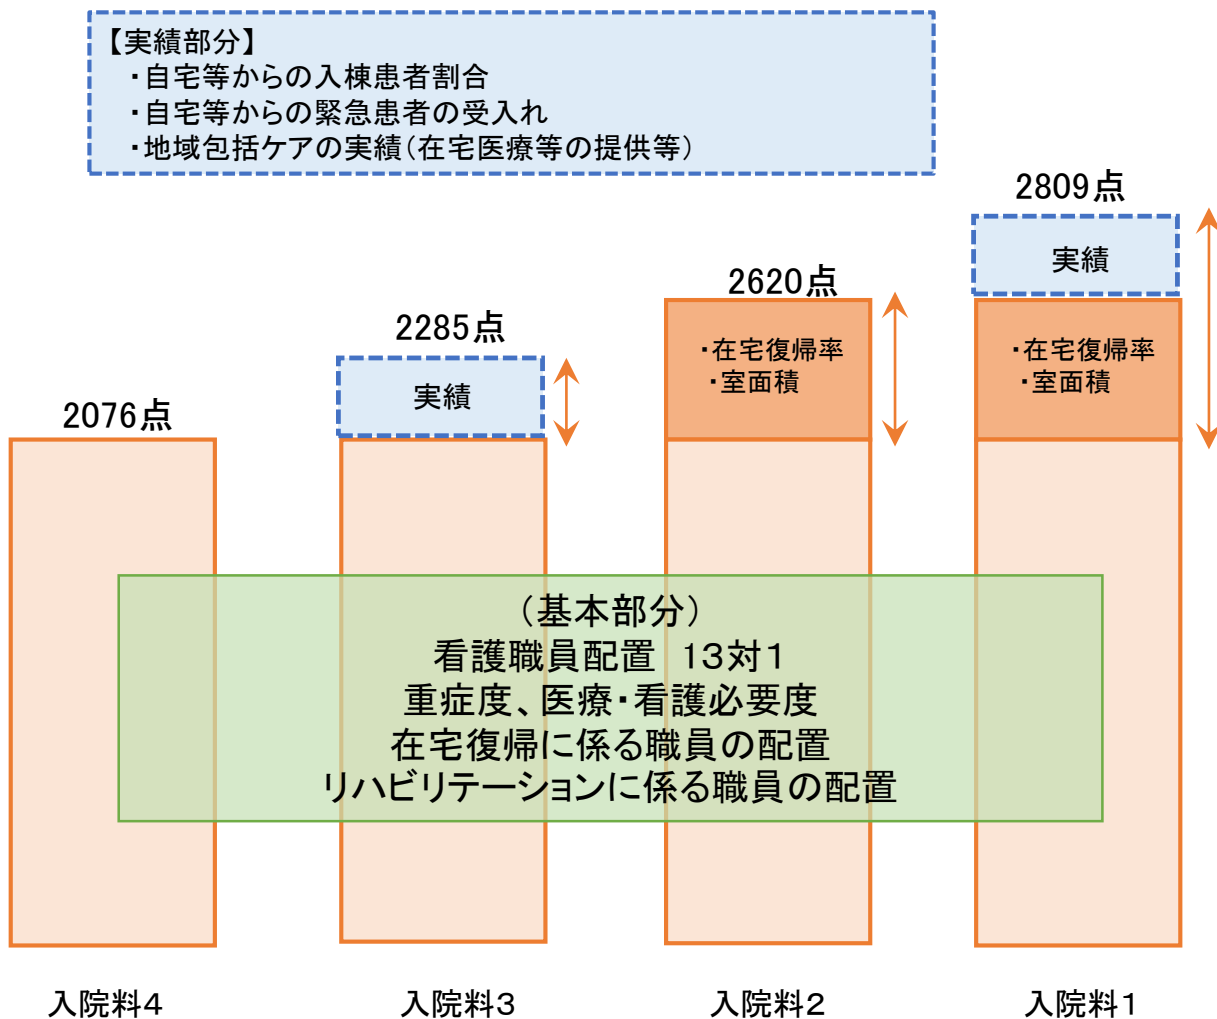 【実績部分】
・自宅等からの入棟患者割合
・自宅等からの緊急患者の受入れ
・地域包括ケアの実績(在宅医療等の提供等)
2809点
実績
2620点
・在宅復帰率
・室面積
・在宅復帰率
・室面積
2285点
実績
2076点
(基本部分)
看護職員配置 13対1
重症度、医療・看護必要度
在宅復帰に係る職員の配置
リハビリテーションに係る職員の配置
入院料4
入院料3
入院料2
入院料1